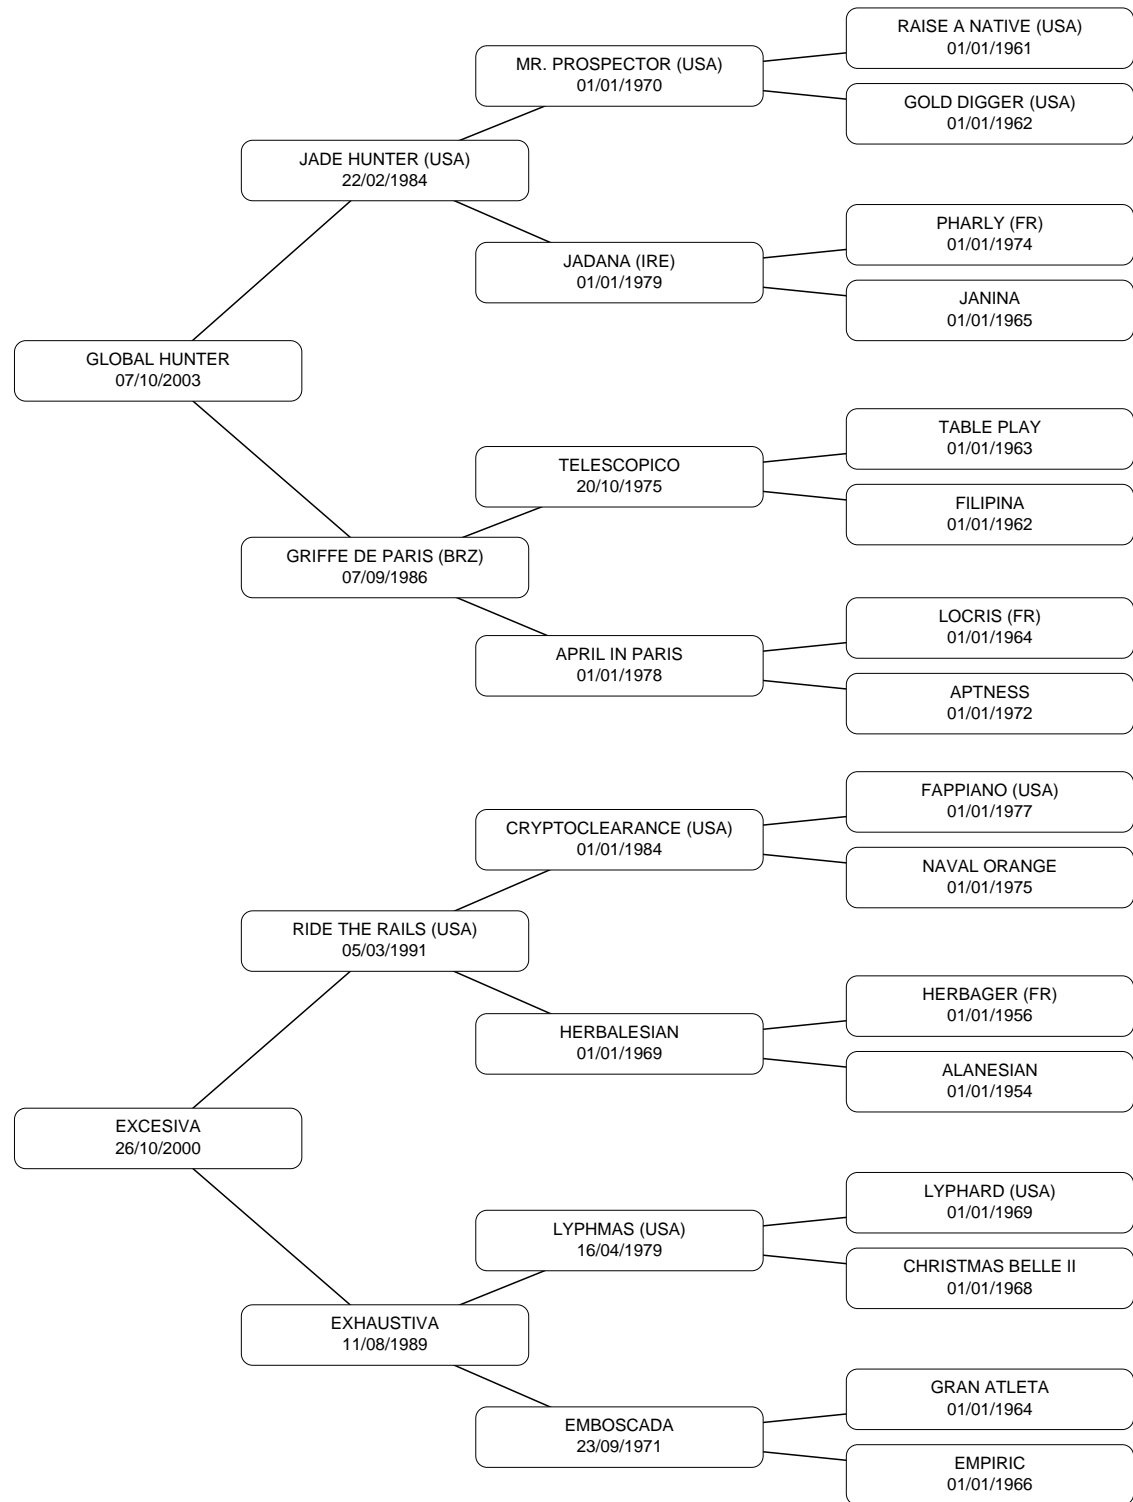 RAISE A NATIVE (USA)
01/01/1961
MR. PROSPECTOR (USA)
01/01/1970
GOLD DIGGER (USA)
01/01/1962
JADE HUNTER (USA)
22/02/1984
PHARLY (FR)
01/01/1974
JADANA (IRE)
01/01/1979
JANINA
01/01/1965
GLOBAL HUNTER
07/10/2003
TABLE PLAY
01/01/1963
TELESCOPICO
20/10/1975
FILIPINA
01/01/1962
GRIFFE DE PARIS (BRZ)
07/09/1986
LOCRIS (FR)
01/01/1964
APRIL IN PARIS
01/01/1978
APTNESS
01/01/1972
FAPPIANO (USA)
01/01/1977
CRYPTOCLEARANCE (USA)
01/01/1984
NAVAL ORANGE
01/01/1975
RIDE THE RAILS (USA)
05/03/1991
HERBAGER (FR)
01/01/1956
HERBALESIAN
01/01/1969
ALANESIAN
01/01/1954
EXCESIVA
26/10/2000
LYPHARD (USA)
01/01/1969
LYPHMAS (USA)
16/04/1979
CHRISTMAS BELLE II
01/01/1968
EXHAUSTIVA
11/08/1989
GRAN ATLETA
01/01/1964
EMBOSCADA
23/09/1971
EMPIRIC
01/01/1966